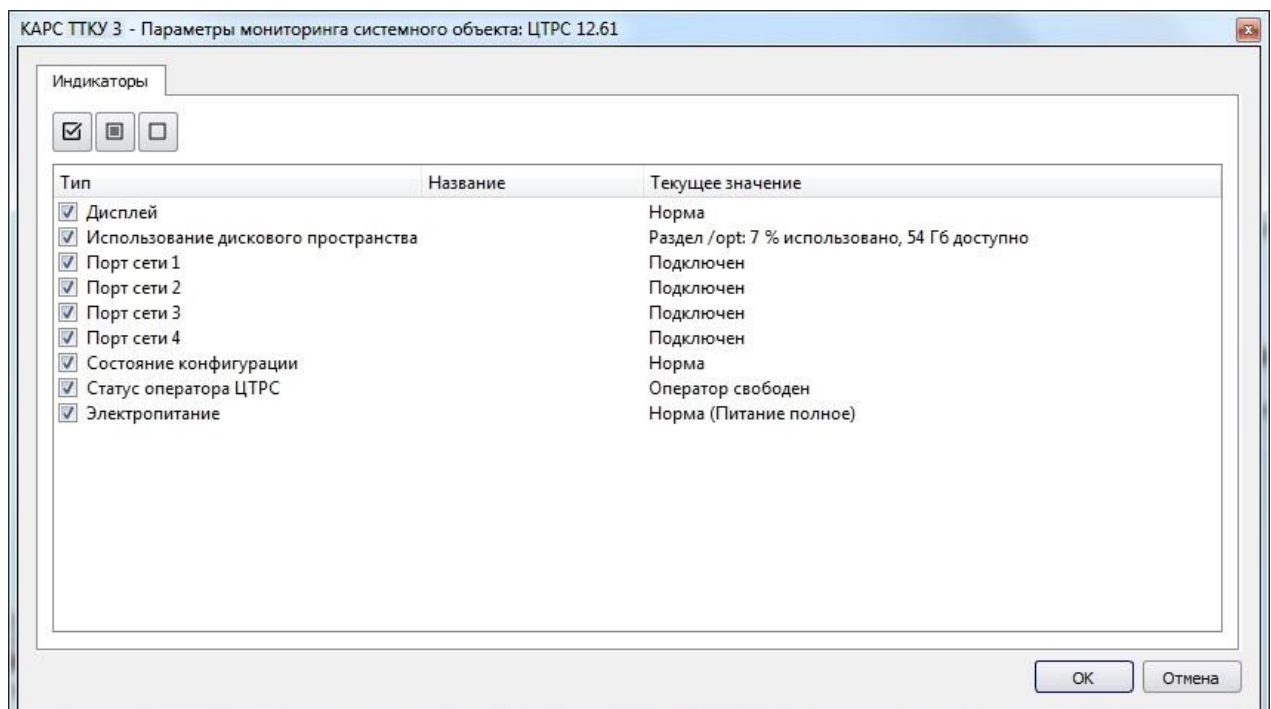 КАРС ТТКУ 3 - Параметры мониторинга системного объекта: ЦТРС 12.61
Индикаторы
Тип Название Текущее значение
Дисплей Норма
Использование дискового пространства Раздел /opt: 7 % использовано, 54 Гб доступно
Порт сети 1 Подключен
Порт сети 2 Подключен
Порт сети 3 Подключен
Порт сети 4 Подключен
Состояние конфигурации Норма
Статус оператора ЦТРС Оператор свободен
Электропитание Норма (Питание полное)
ОК Отмена